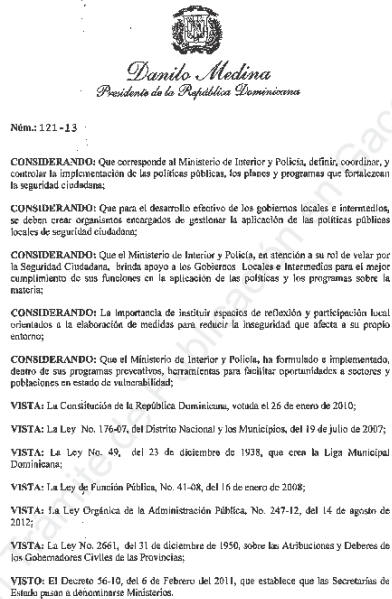 Danilo Medina
Presidente de la República Dominicana
Núm.: 121-13
CONSIDERANDO: Que corresponde al Ministerio de Interior y Policía, definir, coordinar, y
controlar la implementación de las políticas públicas, los planes y programas que fortalezcan
la seguridad ciudadana;
CONSIDERANDO: Que para el desarrollo efectivo de los gobiernos locales e intermedios,
se deben crear organismos encargados de gestionar la aplicación de las políticas públicas
locales de seguridad ciudadana;
CONSIDERANDO: Que el Ministerio de Interior y Policía, en atención a su rol de velar por
la Seguridad Ciudadana, brinda apoyo a los Gobiernos Locales e Intermedios para el mejor
cumplimiento de sus funciones en la aplicación de las políticas y los programas sobre la
materia;
CONSIDERANDO: La importancia de instituir espacios de reflexión y participación local
orientados a la elaboración de medidas para reducir la inseguridad que afecta a su propio
entorno;
CONSIDERANDO: Que el Ministerio de Interior y Policía, ha formulado e implementado,
dentro de sus programas preventivos, herramientas para facilitar oportunidades a sectores y
poblaciones en estado de vulnerabilidad;
VISTA: La Constitución de la República Dominicana, votada el 26 de enero de 2010;
VISTA: La Ley No. 176-07, del Distrito Nacional y los Municipios, del 19 de julio de 2007;
VISTA: La Ley No. 49, del 23 de diciembre de 1938, que crea la Liga Municipal
Dominicana;
VISTA: La Ley de Función Pública, No. 41-08, del 16 de enero de 2008;
VISTA: La Ley Orgánica de la Administración Pública, No. 247-12, del 14 de agosto de
2012;
VISTA: La Ley No. 2661, del 31 de diciembre de 1950, sobre las Atribuciones y Deberes de
los Gobernadores Civiles de las Provincias;
VISTO: El Decreto 56-10, del 6 de Febrero del 2011, que establece que las Secretarías de
Estado pasan a denominarse Ministerios.